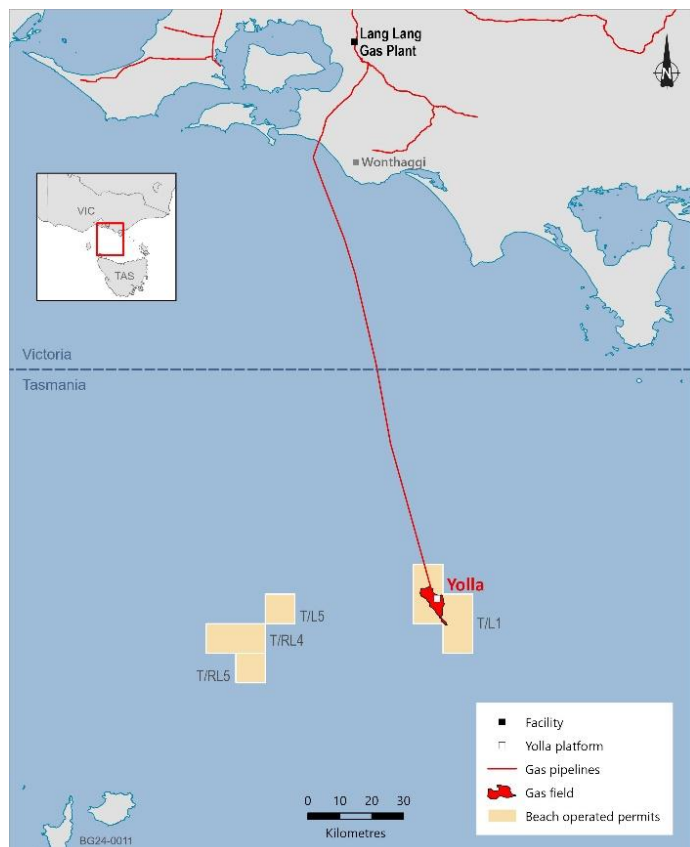 Lang Lang
Gas Plant
N
Wonthaggi
VIC
TAS
Victoria
Tasmania
Yolla
T/L5
T/L1
T/RL4
T/RL5
Facility
Yolla platform
Gas pipelines
Gas field
Beach operated permits
0 10 20 30
Kilometres
BG24-0011